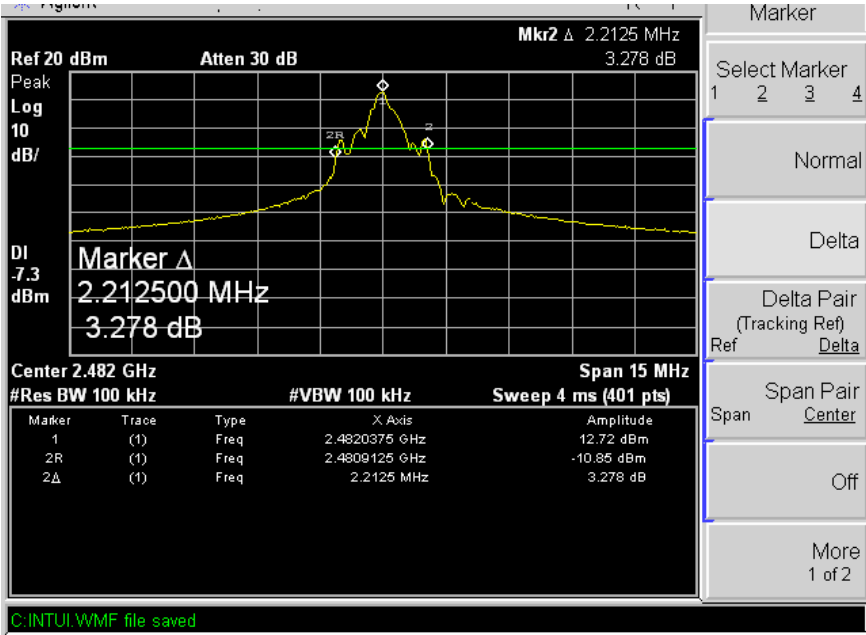 Agilent
Marker
Mkr2 Δ 2.2125 MHz
Ref 20 dBm Atten 30 dB 3.278 dB
Peak
Log
10
dB/
1
2R
2
DI
-7.3
dBm
Marker Δ
2.212500 MHz
3.278 dB
Center 2.482 GHz Span 15 MHz
#Res BW 100 kHz #VBW 100 kHz Sweep 4 ms (401 pts)
Marker Trace Type X Axis Amplitude
1 (1) Freq 2.4820375 GHz 12.72 dBm
2R (1) Freq 2.4809125 GHz -10.85 dBm
2Δ (1) Freq 2.2125 MHz 3.278 dB
Select Marker
1 2 3 4
Normal
Delta
Delta Pair
(Tracking Ref)
Ref Delta
Span Pair
Span Center
Off
More
1 of 2
C:INTUI.WMF file saved